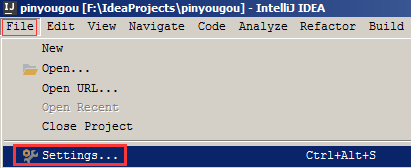 pinyougou [F:\IdeaProjects\pinyougou] - IntelliJ IDEA
File Edit View Navigate Code Analyze Refactor Build
New
Open...
Open URL...
Open Recent
Close Project
Settings... Ctrl+Alt+S